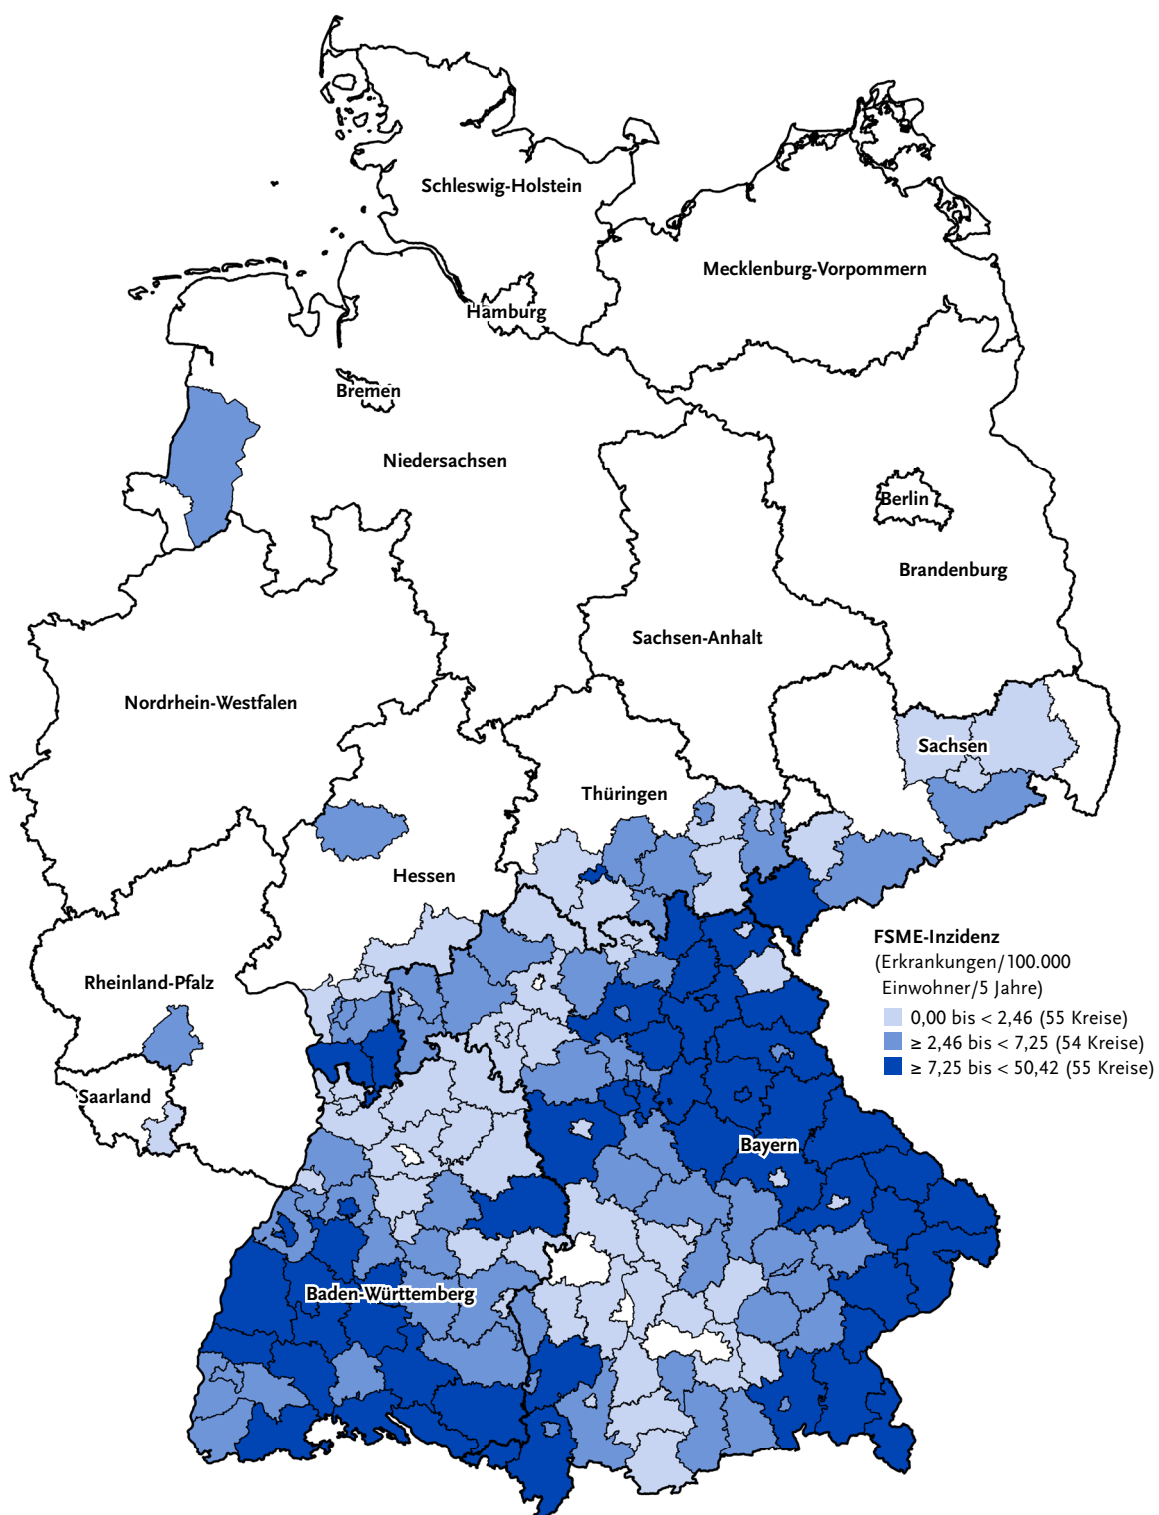 Schleswig-Holstein
Mecklenburg-Vorpommern
Hamburg
Bremen
Niedersachsen
Berlin
Brandenburg
Sachsen-Anhalt
Nordrhein-Westfalen
Sachsen
Thüringen
Hessen
Rheinland-Pfalz
Saarland
Bayern
Baden-Württemberg
FSME-Inzidenz
(Erkrankungen/100.000
Einwohner/5 Jahre)
0,00 bis < 2,46 (55 Kreise)
≥ 2,46 bis < 7,25 (54 Kreise)
≥ 7,25 bis < 50,42 (55 Kreise)